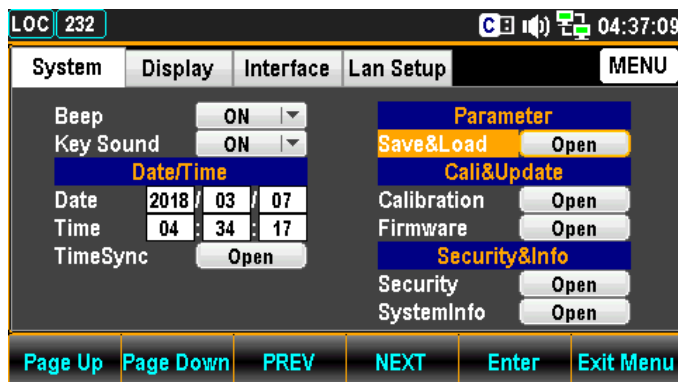 LOC 232 C 04:37:09
System Display Interface Lan Setup MENU
Beep ON
Key Sound ON
Date/Time
Date 2018 / 03 / 07
Time 04 : 34 : 17
TimeSync Open
Parameter
Save&Load Open
Cali&Update
Calibration Open
Firmware Open
Security&Info
Security Open
SystemInfo Open
Page Up Page Down PREV NEXT Enter Exit Menu